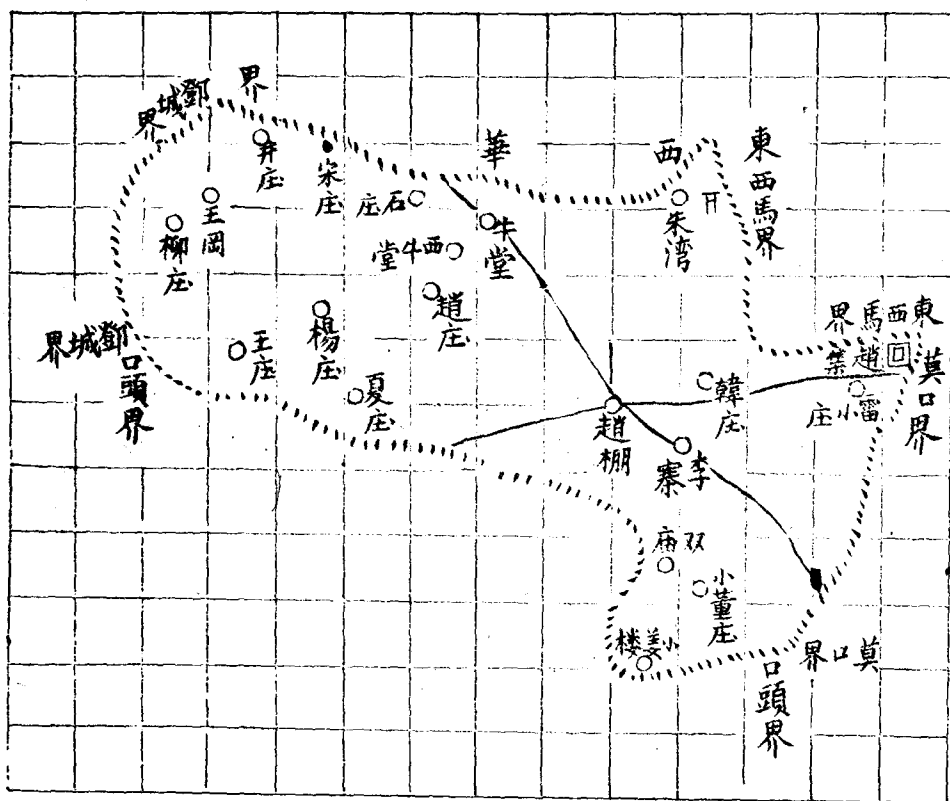 華西界
鄧城界
東西馬界
井庄
宋庄
石庄
牛堂
西牛堂
朱湾
王岡
柳庄
趙庄
楊庄
王庄
夏庄
鄧城界
口頭界
東西馬界
趙集
莫口界
小雷庄
韓庄
趙棚
李寨
双庙
小董庄
小姜楼
莫口界
口頭界